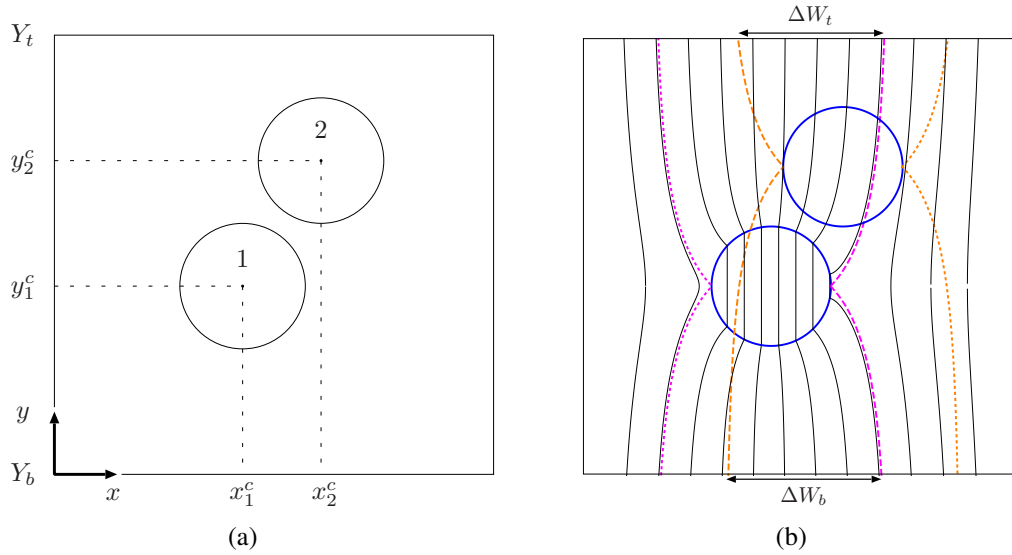 Y_t
y_2^c
y_1^c
y
Y_b
x
x_1^c
x_2^c
2
1
(a)
ΔW_t
ΔW_b
(b)